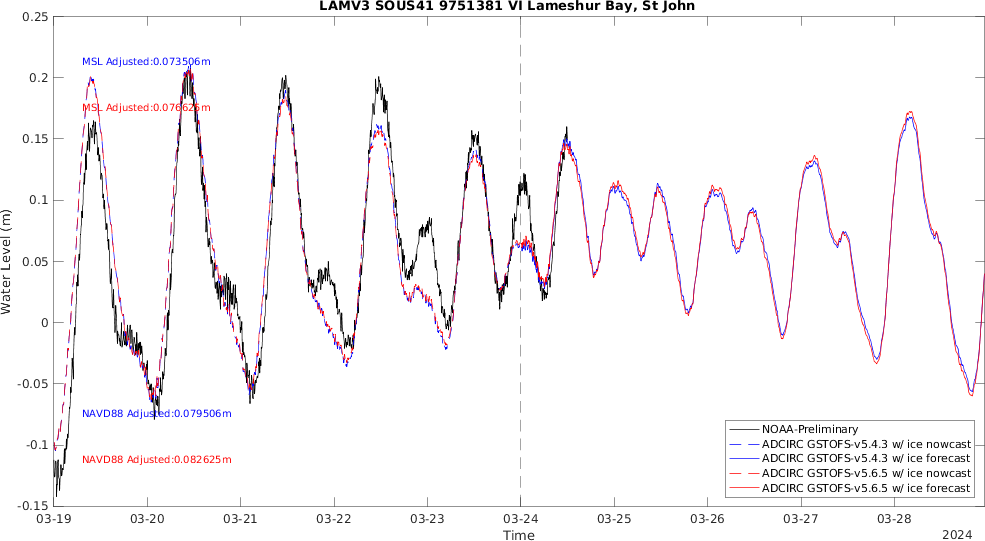 LAMV3 SOUS41 9751381 VI Lameshur Bay, St John
0.25
0.2
0.15
0.1
0.05
0
-0.05
-0.1
-0.15
Water Level (m)
MSL Adjusted:0.073506m
MSL Adjusted:0.076625m
NAVD88 Adjusted:0.079506m
NAVD88 Adjusted:0.082625m
NOAA-Preliminary
ADCIRC GSTOFS-v5.4.3 w/ ice nowcast
ADCIRC GSTOFS-v5.4.3 w/ ice forecast
ADCIRC GSTOFS-v5.6.5 w/ ice nowcast
ADCIRC GSTOFS-v5.6.5 w/ ice forecast
03-19 03-20 03-21 03-22 03-23 03-24 03-25 03-26 03-27 03-28
Time
2024